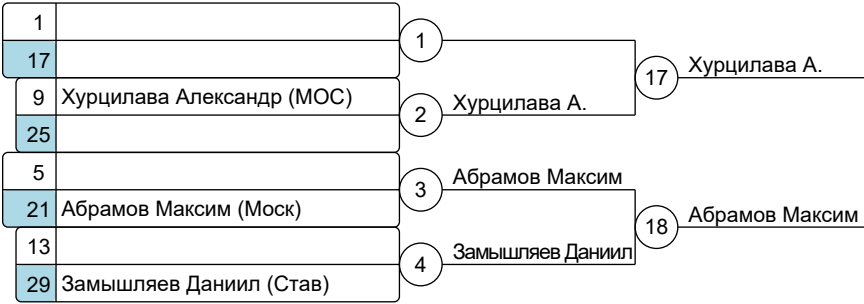 1
17
1
9 Хурцилава Александр (МОС)
25
2
Хурцилава А.
17
Хурцилава А.
5
21 Абрамов Максим (Моск)
3
Абрамов Максим
13
29 Замышляев Даниил (Став)
4
Замышляев Даниил
18
Абрамов Максим